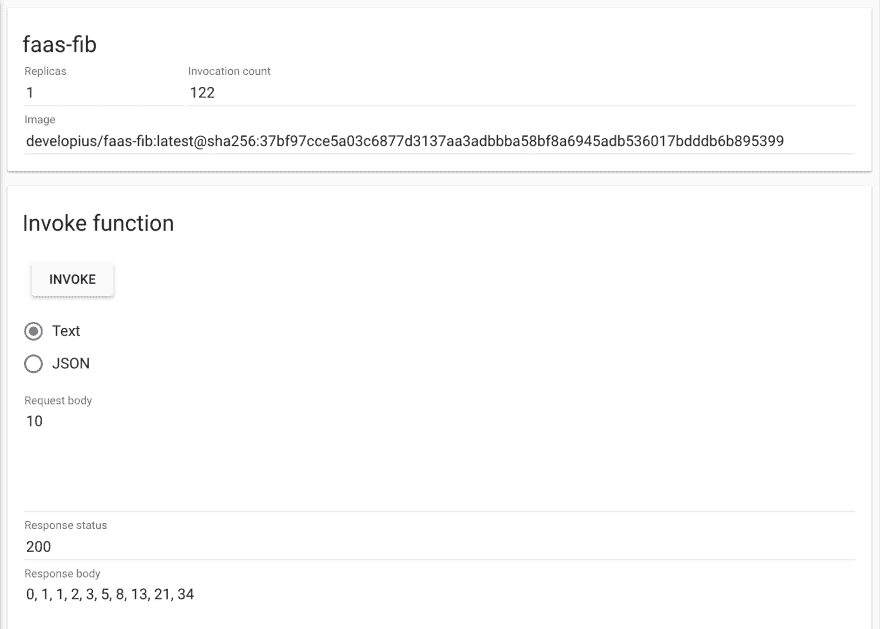 faas-fib
Replicas Invocation count
1 122
Image
developius/faas-fib:latest@sha256:37bf97cce5a03c6877d3137aa3adbbba58bf8a6945adb536017bdddb6b895399
Invoke function
INVOKE
Text
JSON
Request body
10
Response status
200
Response body
0, 1, 1, 2, 3, 5, 8, 13, 21, 34